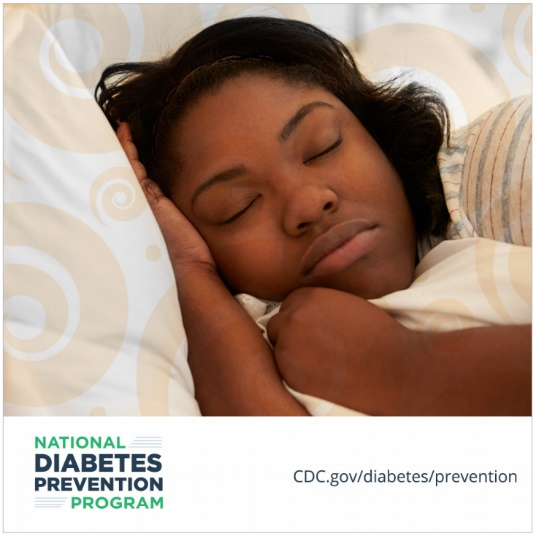 NATIONAL
DIABETES
PREVENTION
PROGRAM
CDC.gov/diabetes/prevention